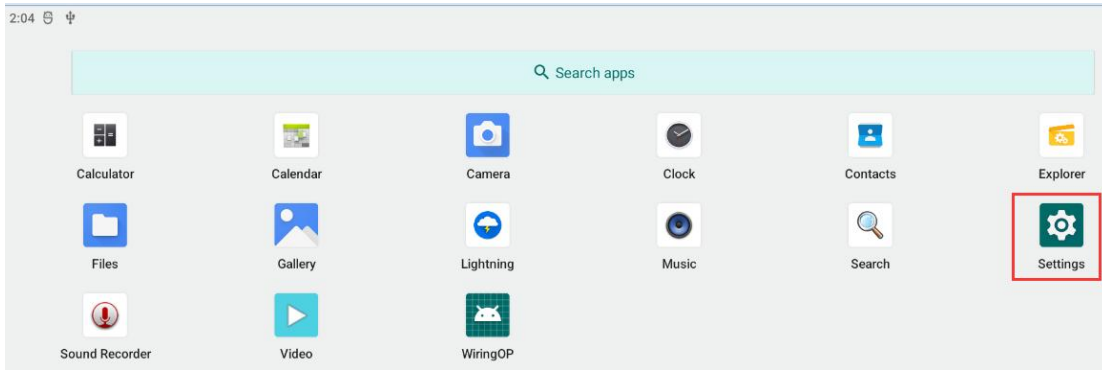 2:04
Search apps
Calculator Calendar Camera Clock Contacts Explorer
Files Gallery Lightning Music Search Settings
Sound Recorder Video WiringOP